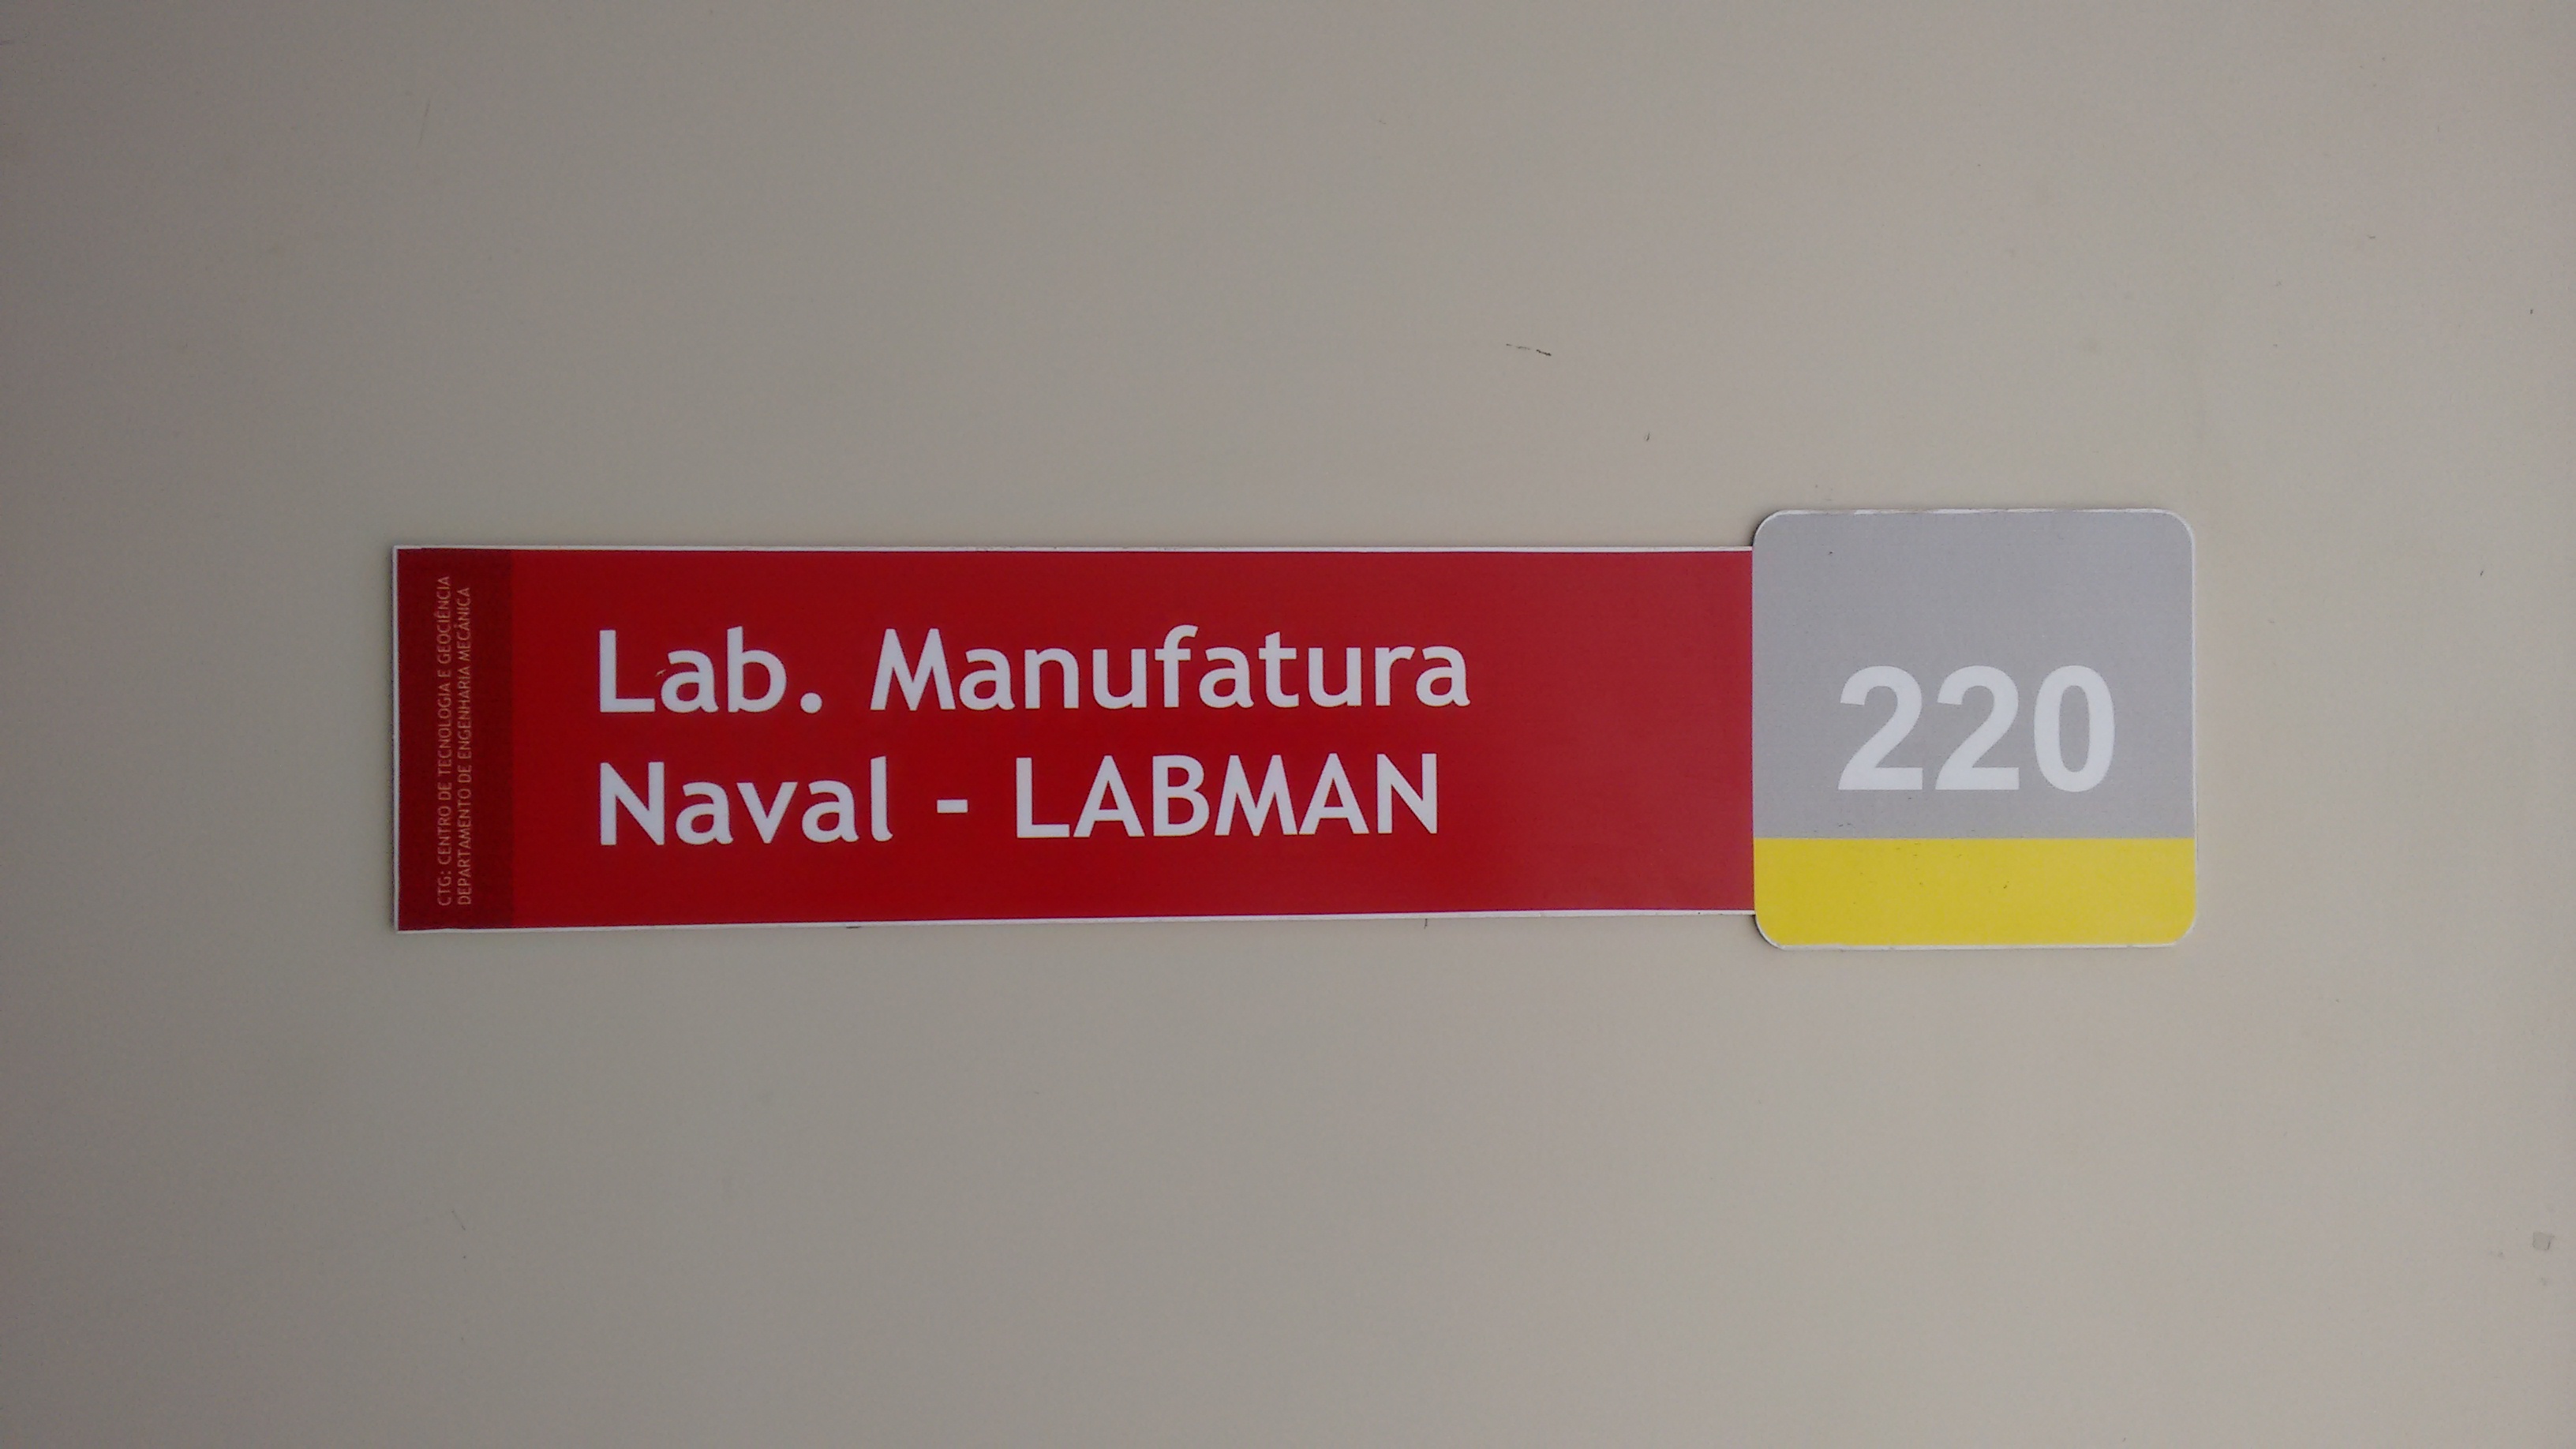 CTG: CENTRO DE TECNOLOGIA E GEOCIÊNCIA
DEPARTAMENTO DE ENGENHARIA MECÂNICA
Lab. Manufatura
Naval - LABMAN
220